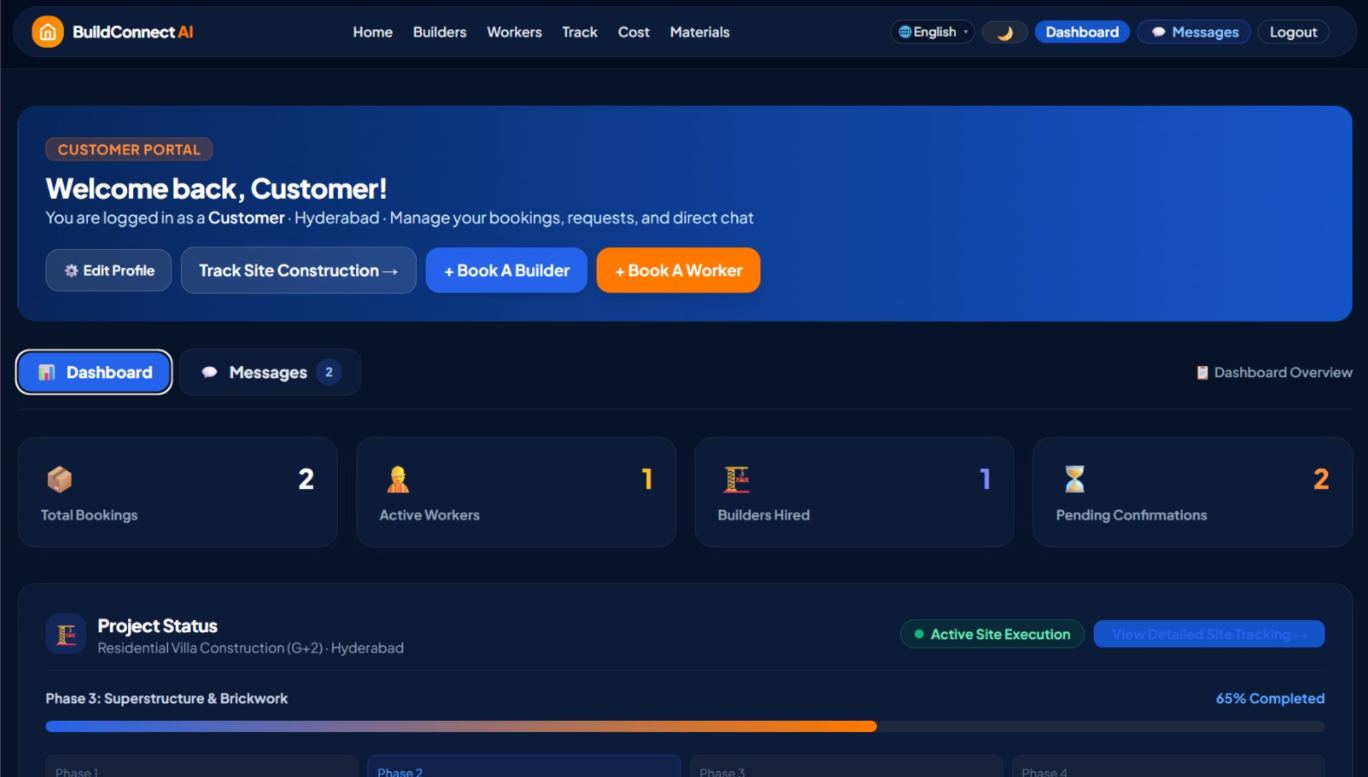 BuildConnect AI
Home Builders Workers Track Cost Materials
English Dashboard Messages Logout
CUSTOMER PORTAL
Welcome back, Customer!
You are logged in as a Customer · Hyderabad · Manage your bookings, requests, and direct chat
Edit Profile Track Site Construction → + Book A Builder + Book A Worker
Dashboard Messages 2 Dashboard Overview
2 1 1 2
Total Bookings Active Workers Builders Hired Pending Confirmations
Project Status
Residential Villa Construction (G+2) · Hyderabad
Active Site Execution View Detailed Site Tracking →
Phase 3: Superstructure & Brickwork 65% Completed
Phase 1 Phase 2 Phase 3 Phase 4